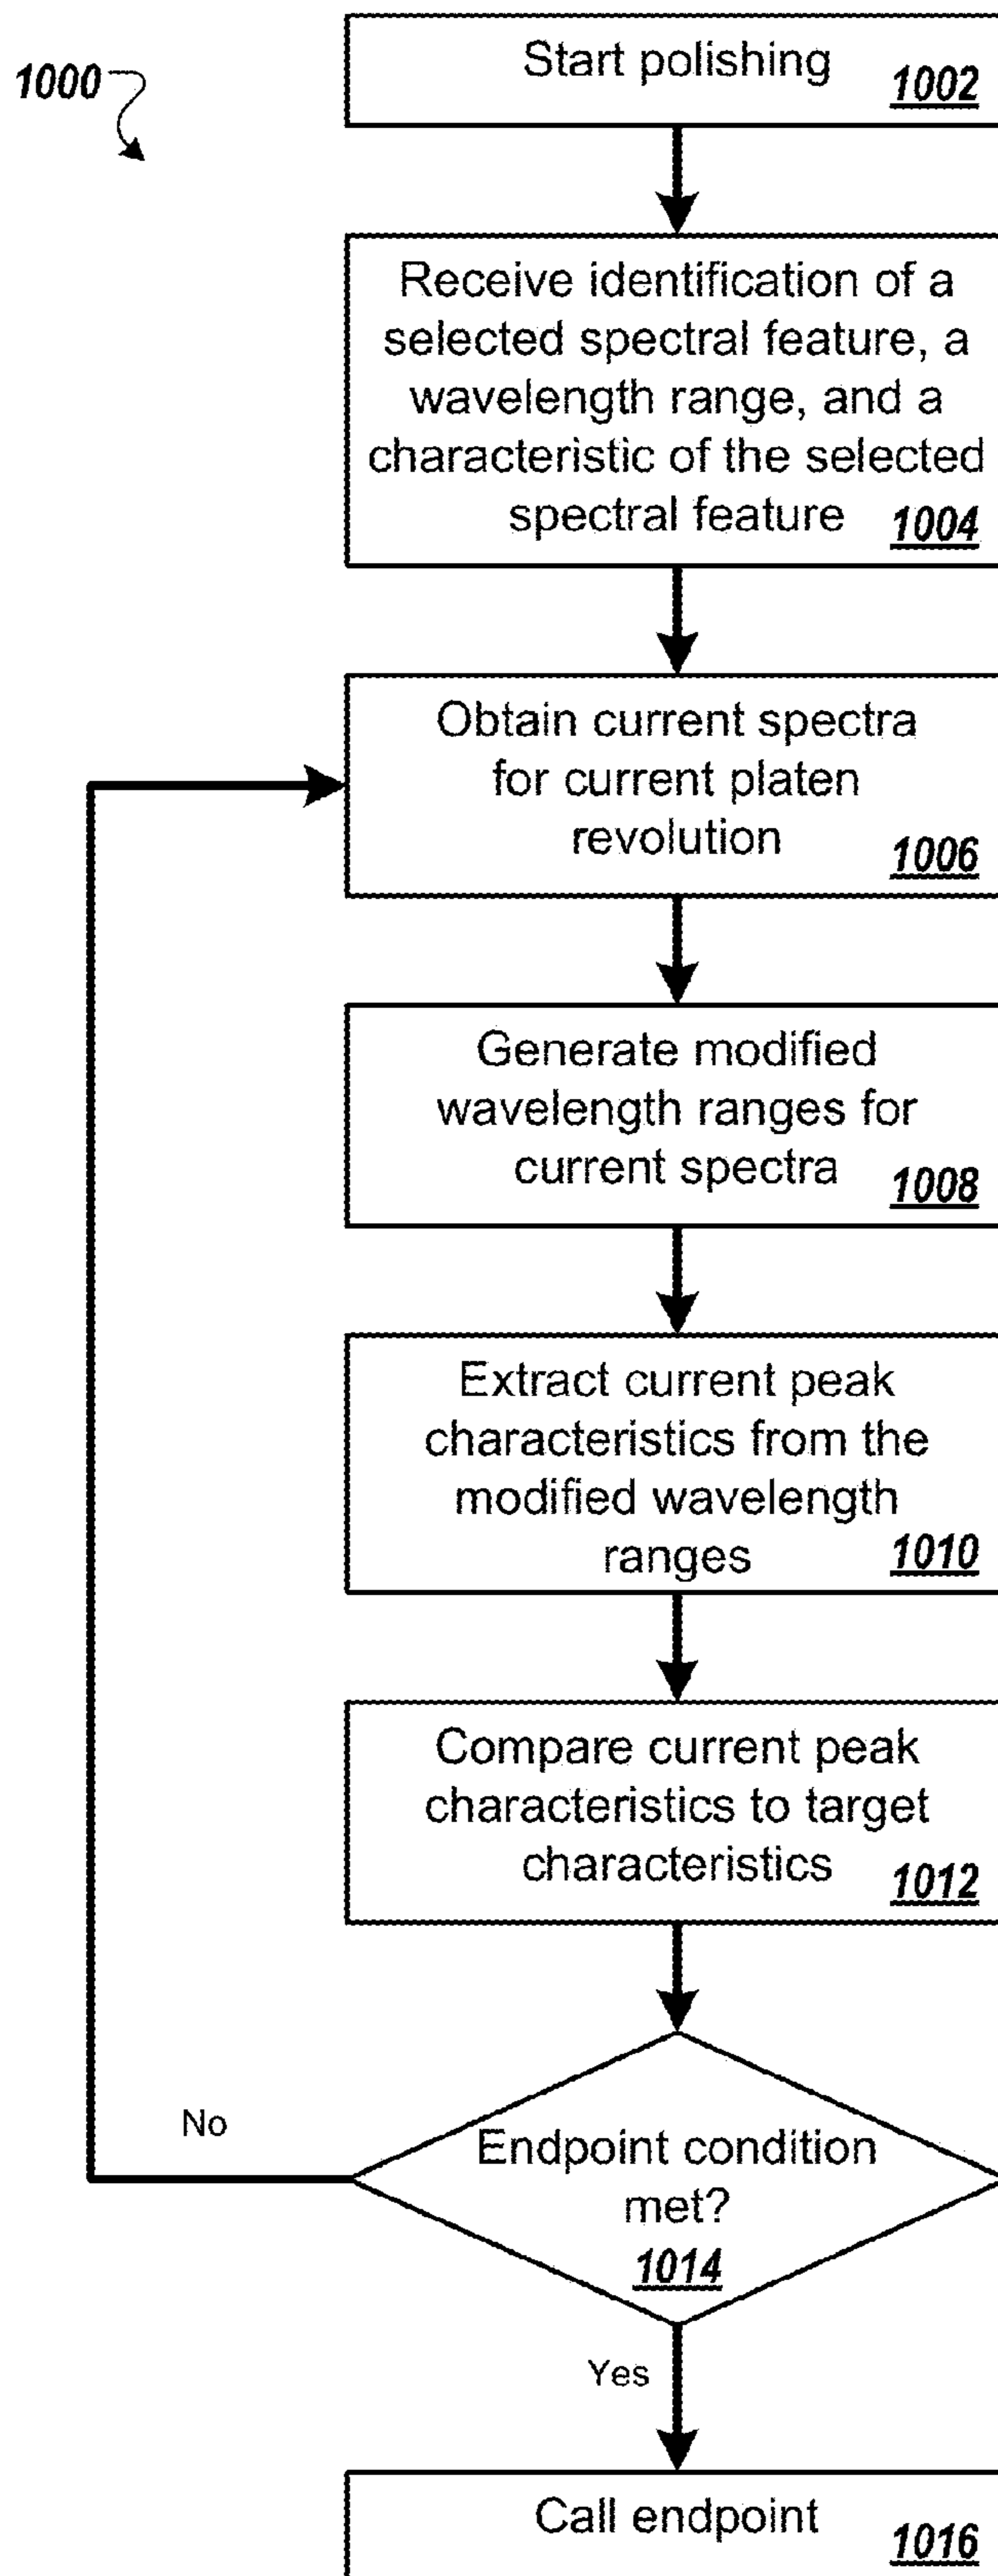 1000
Start polishing
1002
Receive identification of a
selected spectral feature, a
wavelength range, and a
characteristic of the selected
spectral feature 1004
Obtain current spectra
for current platen
revolution
1006
Generate modified
wavelength ranges for
current spectra
1008
Extract current peak
characteristics from the
modified wavelength
ranges 1010
Compare current peak
characteristics to target
characteristics
1012
No
Endpoint condition
met?
1014
Yes
Call endpoint
1016